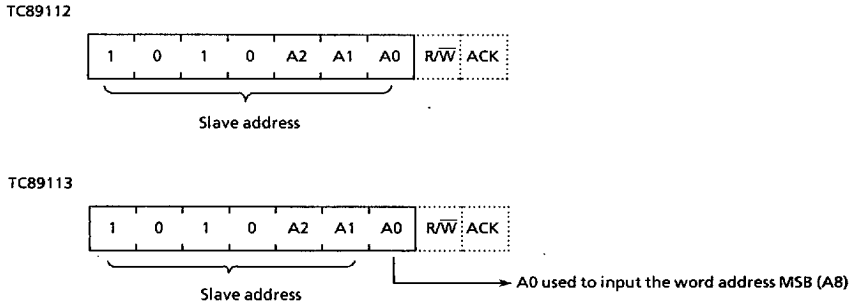 TC89112
1 0 1 0 A2 A1 A0 R/W̅ ACK
Slave address
TC89113
1 0 1 0 A2 A1 A0 R/W̅ ACK
A0 used to input the word address MSB (A8)
Slave address